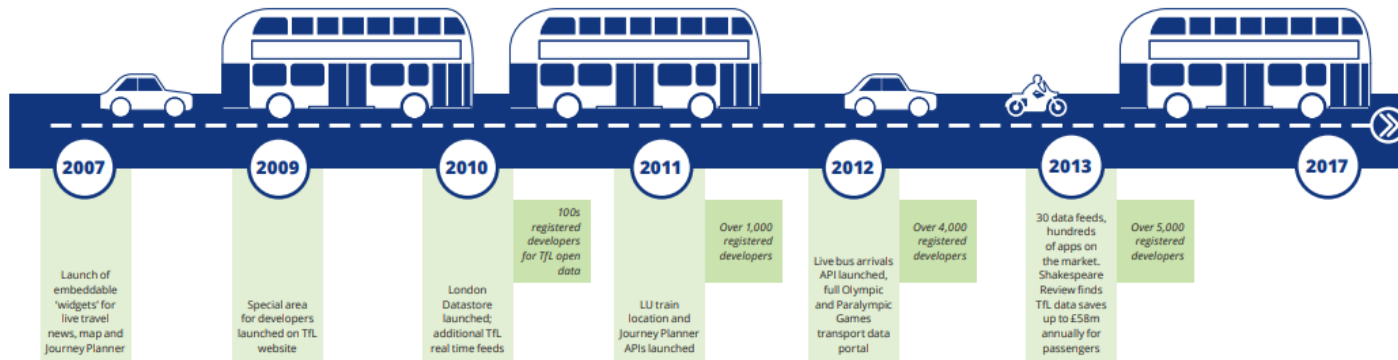 2007
Launch of
embeddable
'widgets' for
live travel
news, map and
Journey Planner
2009
Special area
for developers
launched on TfL
website
2010
London
Datastore
launched;
additional TfL
real time feeds
100s
registered
developers
for TfL open
data
2011
LU train
location and
Journey Planner
APIs launched
Over 1,000
registered
developers
2012
Live bus arrivals
API launched,
full Olympic
and Paralympic
Games
transport data
portal
Over 4,000
registered
developers
2013
30 data feeds,
hundreds
of apps on
the market.
Shakespeare
Review finds
TfL data saves
up to £58m
annually for
passengers
Over 5,000
registered
developers
2017